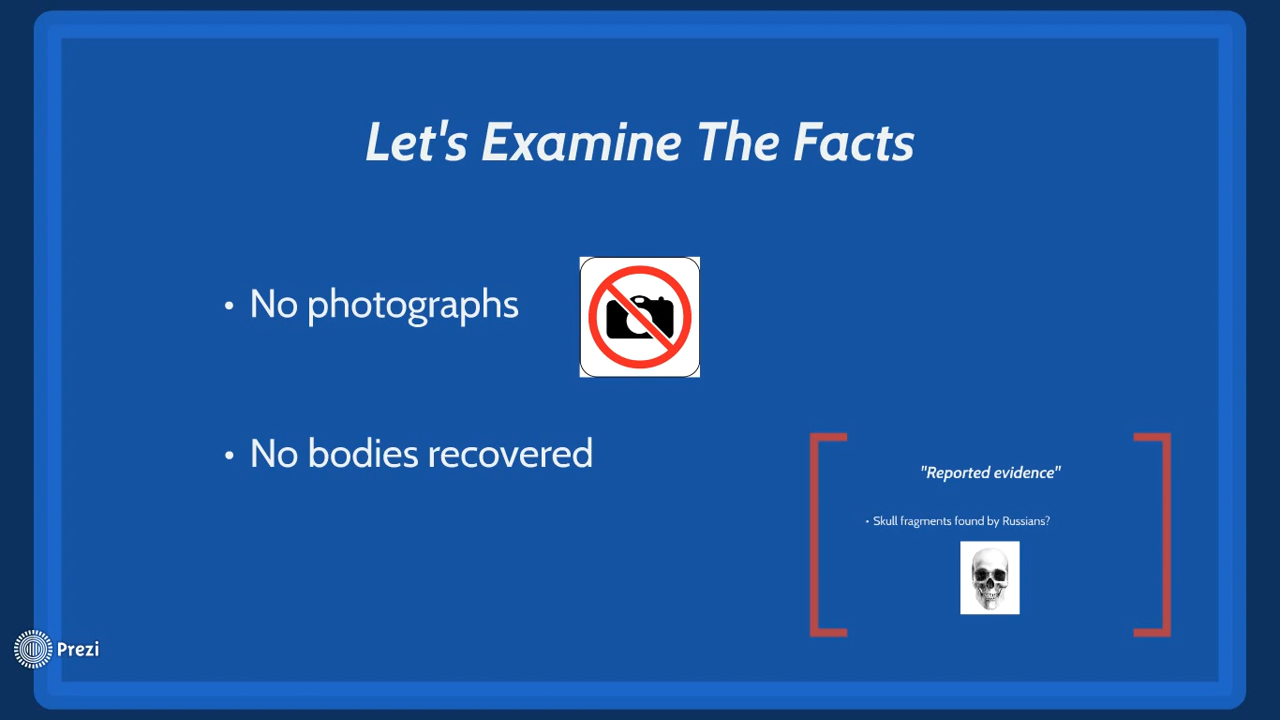 Let's Examine The Facts
• No photographs
• No bodies recovered
"Reported evidence"
• Skull fragments found by Russians?
Prezi